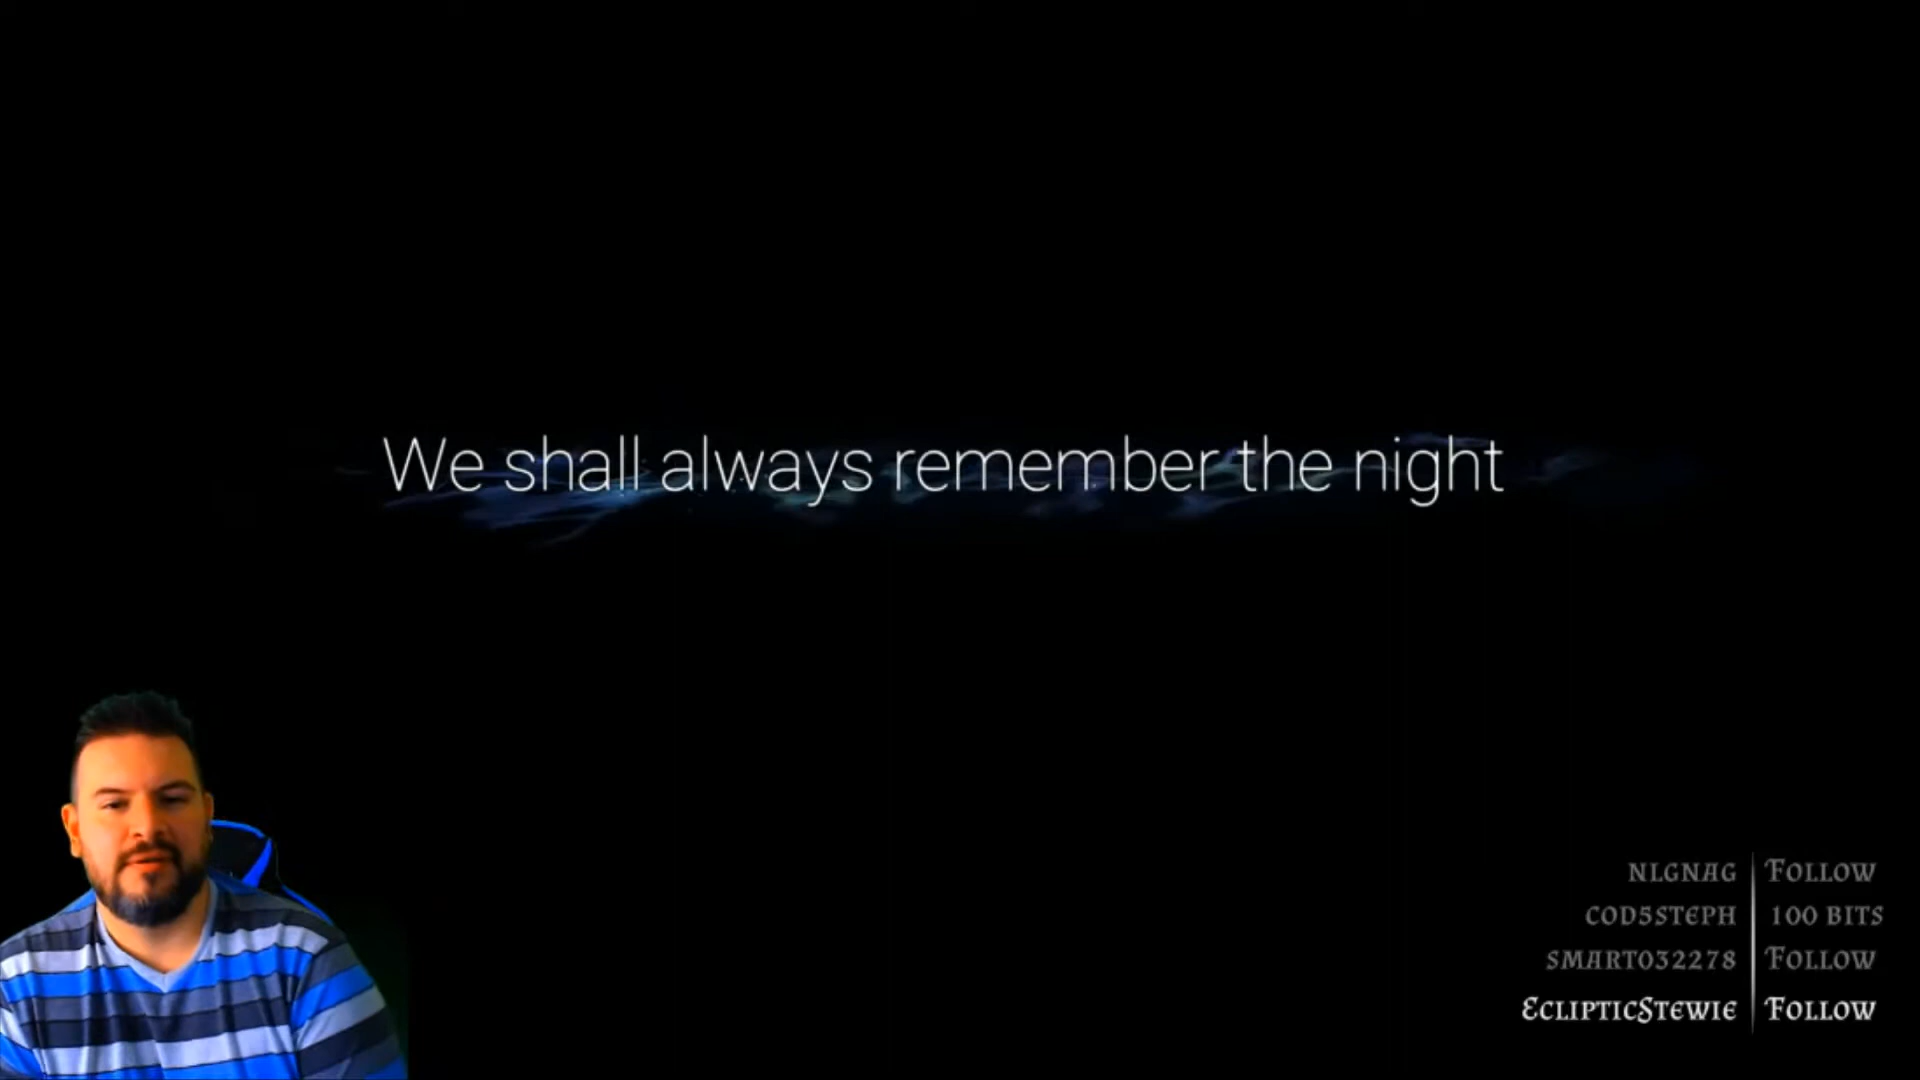 We shall always remember the night
NLGNAG Follow
COD5STEPH 100 BITS
SMART032278 Follow
EclipticStewie Follow